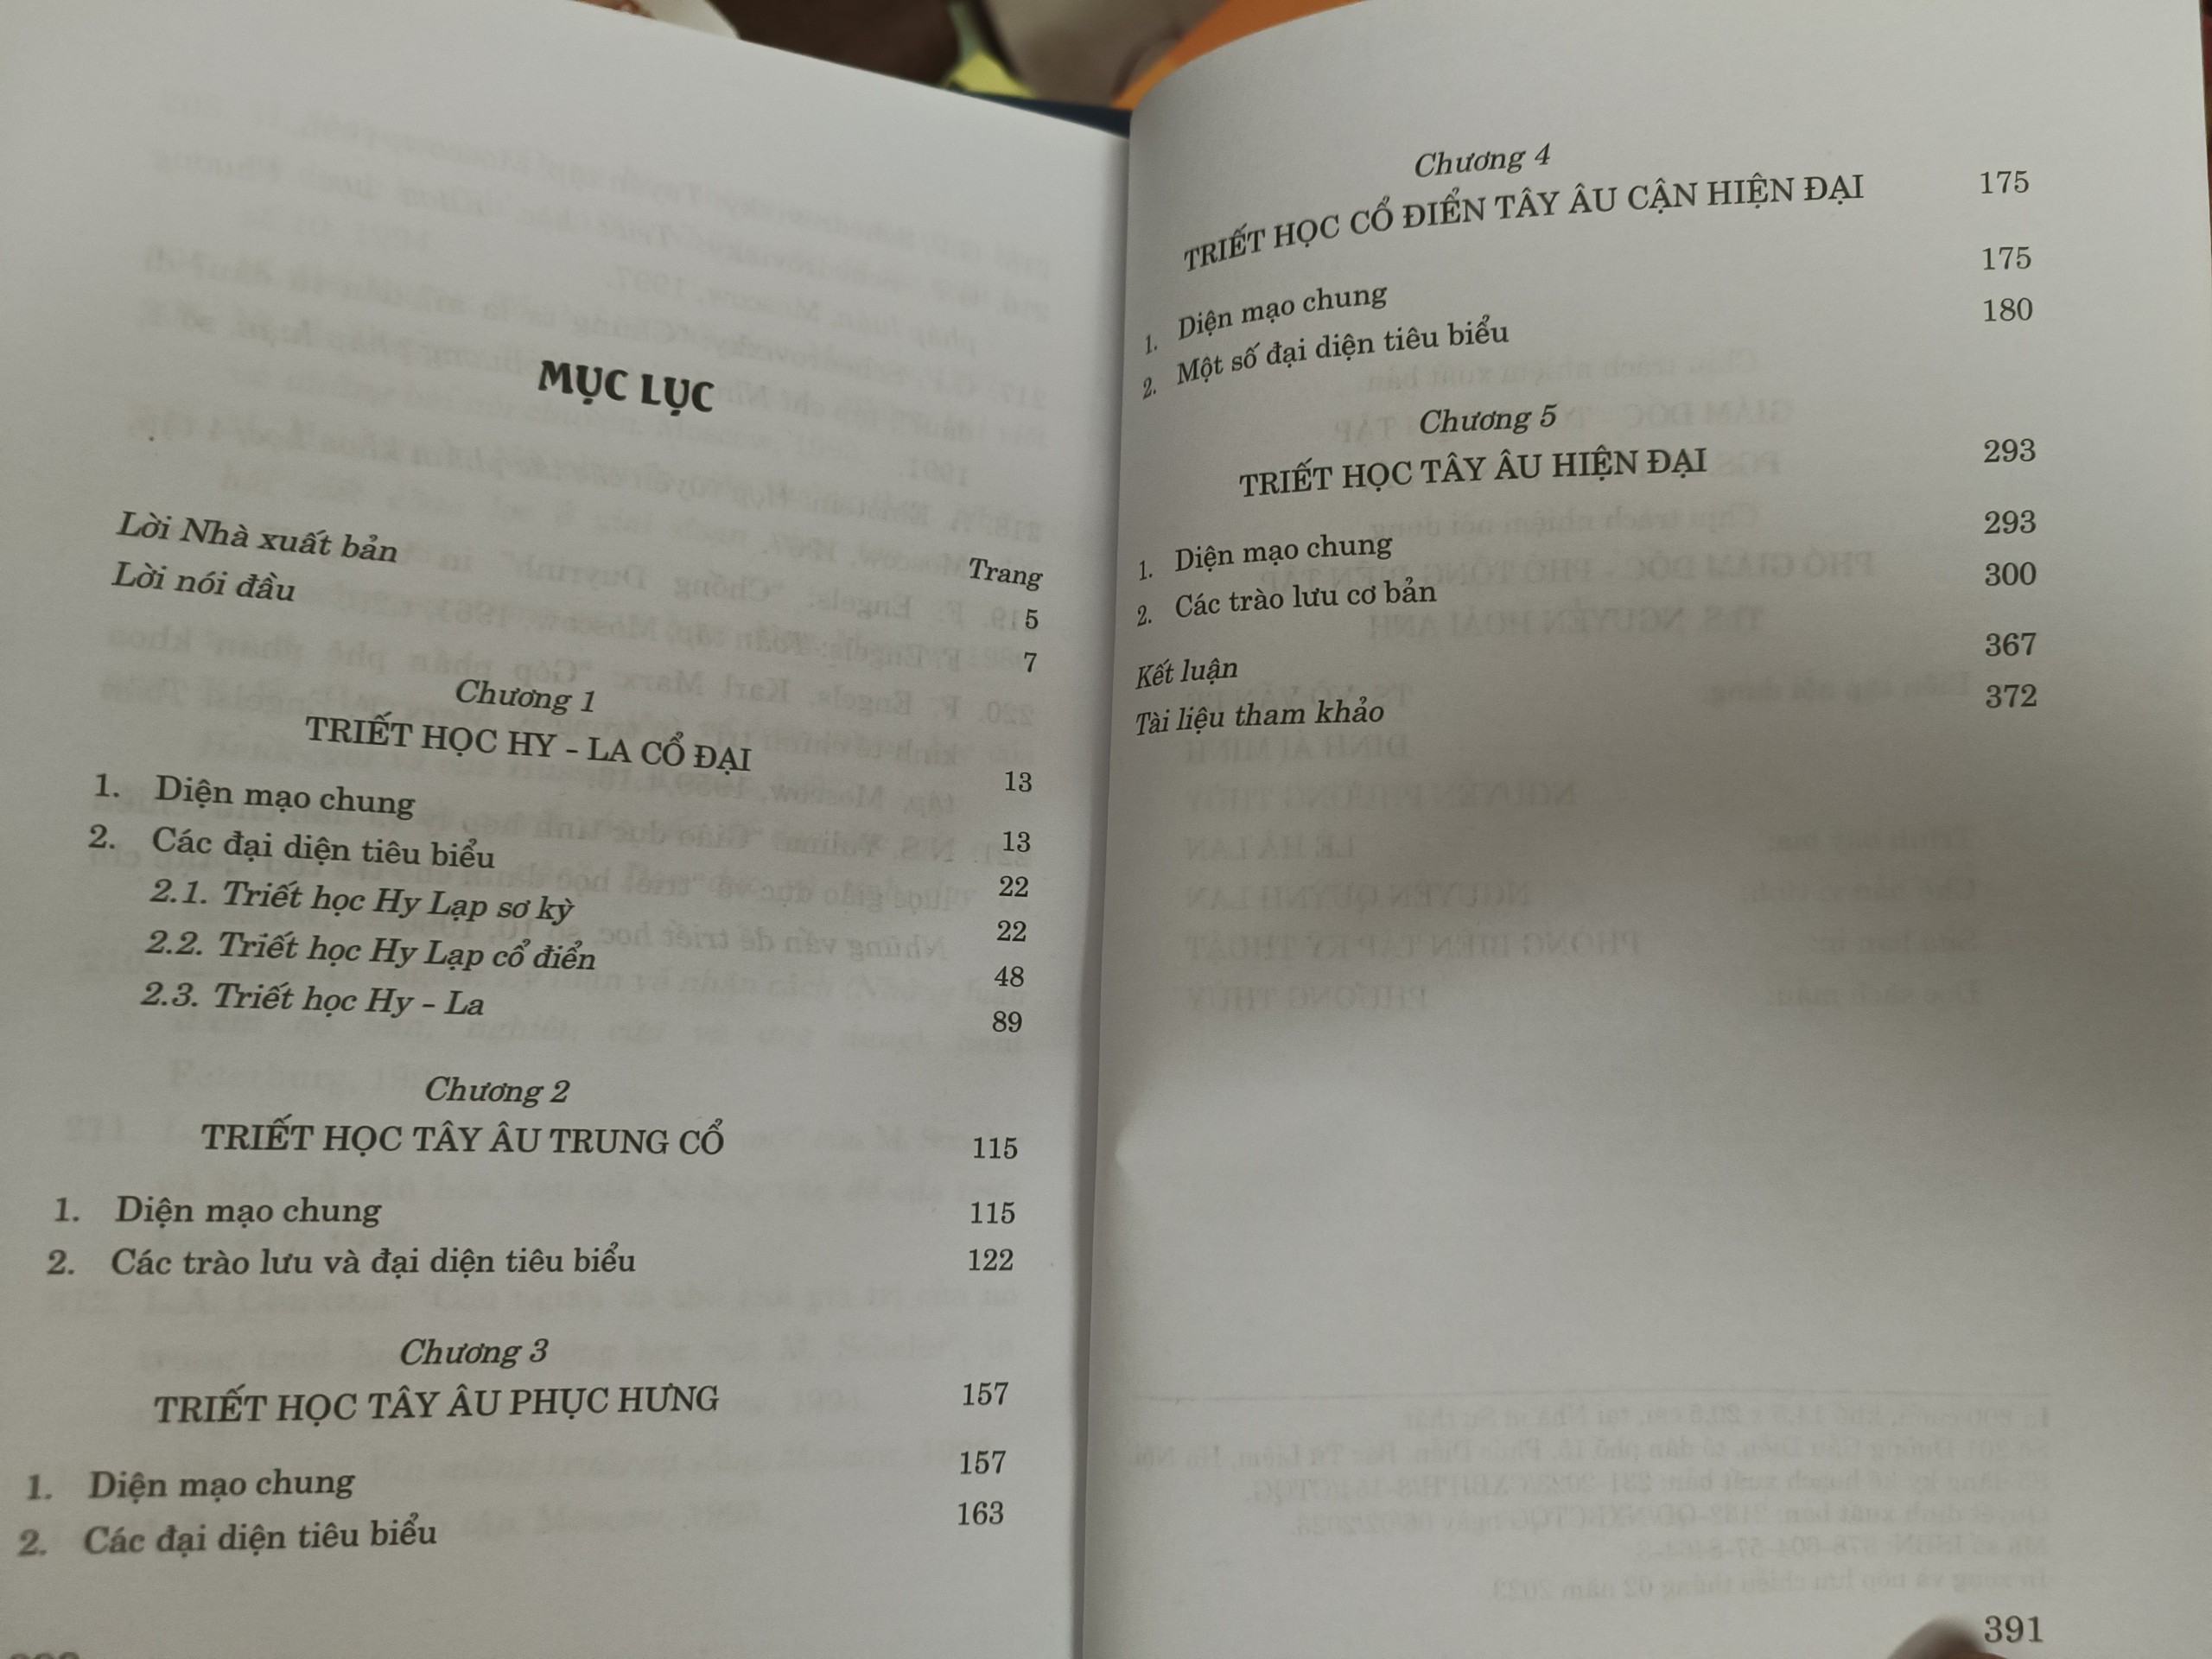 MỤC LỤC
Trang
Lời Nhà xuất bản 5
Lời nói đầu 7
Chương 1
TRIẾT HỌC HY – LA CỔ ĐẠI 13
1. Diện mạo chung 13
2. Các đại diện tiêu biểu 22
2.1. Triết học Hy Lạp sơ kỳ 22
2.2. Triết học Hy Lạp cổ điển 48
2.3. Triết học Hy – La 89
Chương 2
TRIẾT HỌC TÂY ÂU TRUNG CỔ 115
1. Diện mạo chung 115
2. Các trào lưu và đại diện tiêu biểu 122
Chương 3
TRIẾT HỌC TÂY ÂU PHỤC HƯNG 157
1. Diện mạo chung 157
2. Các đại diện tiêu biểu 163
Chương 4
TRIẾT HỌC CỔ ĐIỂN TÂY ÂU CẬN HIỆN ĐẠI 175
1. Diện mạo chung 175
2. Một số đại diện tiêu biểu 180
Chương 5
TRIẾT HỌC TÂY ÂU HIỆN ĐẠI 293
1. Diện mạo chung 293
2. Các trào lưu cơ bản 300
Kết luận 367
Tài liệu tham khảo 372
391